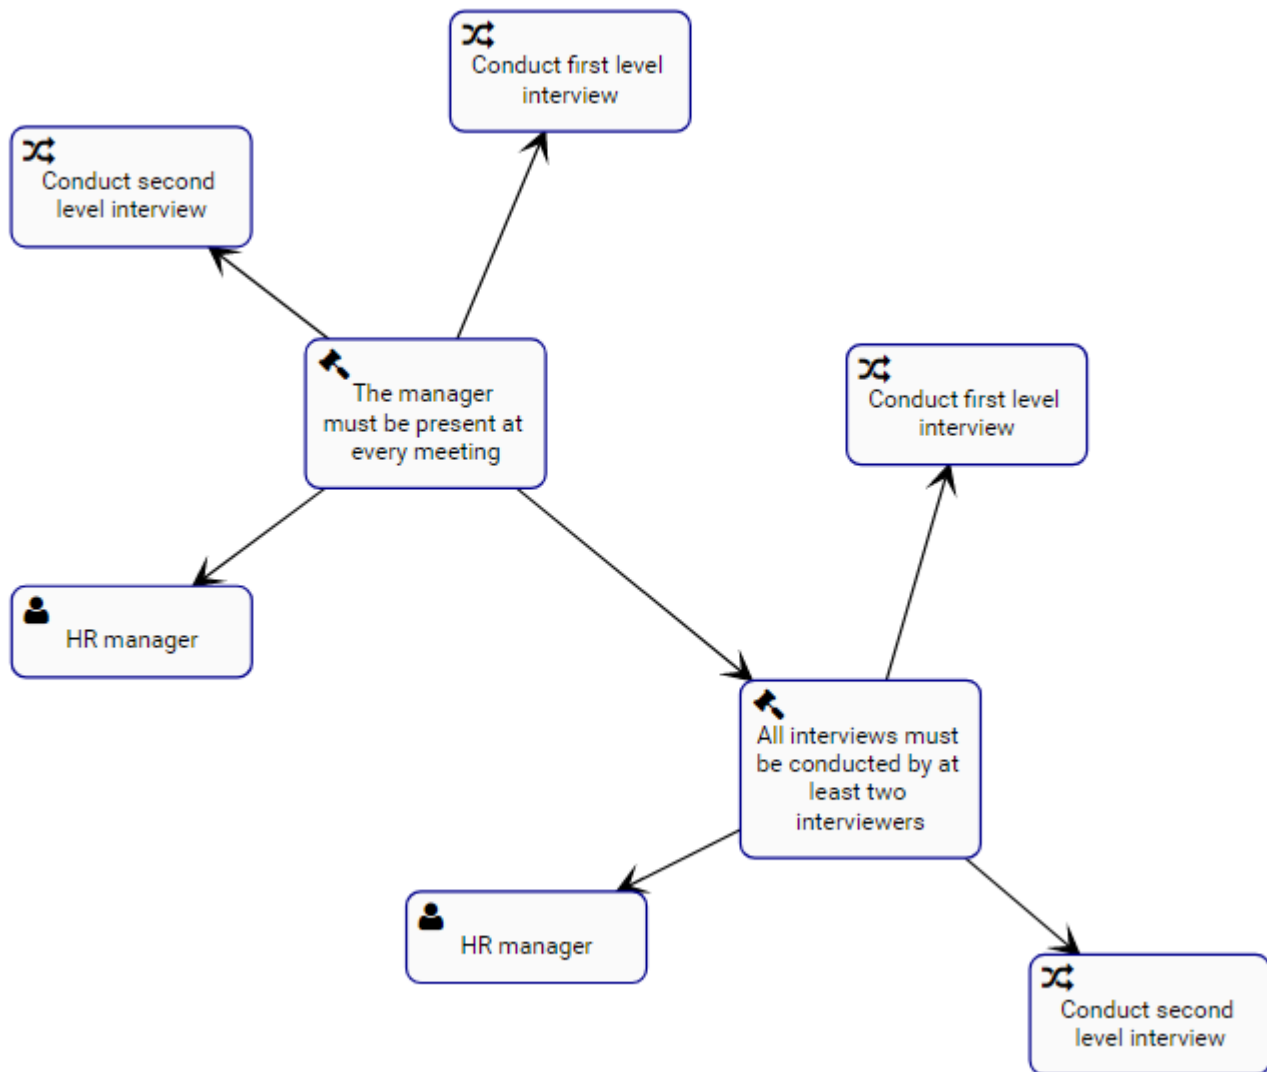 Conduct first level
interview
Conduct second
level interview
The manager
must be present at
every meeting
Conduct first level
interview
HR manager
All interviews must
be conducted by at
least two
interviewers
HR manager
Conduct second
level interview